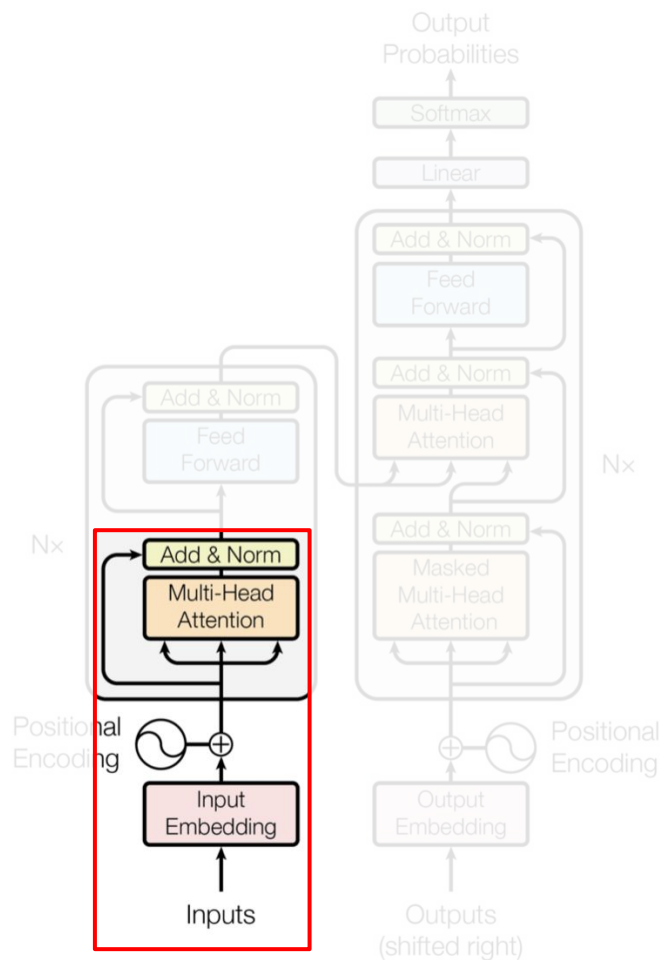 Output
Probabilities
Softmax
Linear
Add & Norm
Feed
Forward
Add & Norm
Multi-Head
Attention
Nx
Add & Norm
Masked
Multi-Head
Attention
Positional
Encoding
Output
Embedding
Outputs
(shifted right)
Add & Norm
Feed
Forward
Nx
Add & Norm
Multi-Head
Attention
Positional
Encoding
Input
Embedding
Inputs